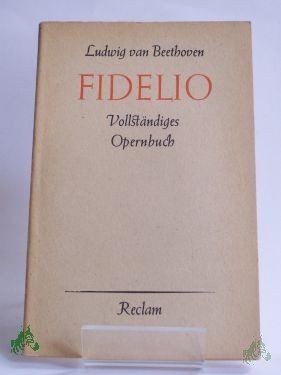 Ludwig van Beethoven
FIDELIO
Vollständiges
Opernbuch
Reclam